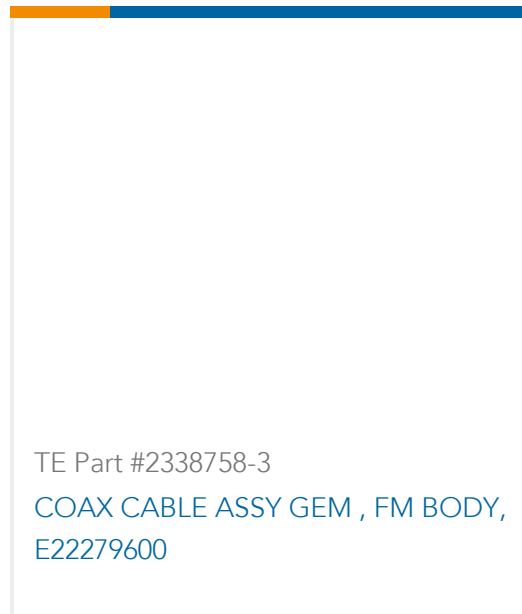 TE Part #2338758-3
COAX CABLE ASSY GEM , FM BODY,
E22279600